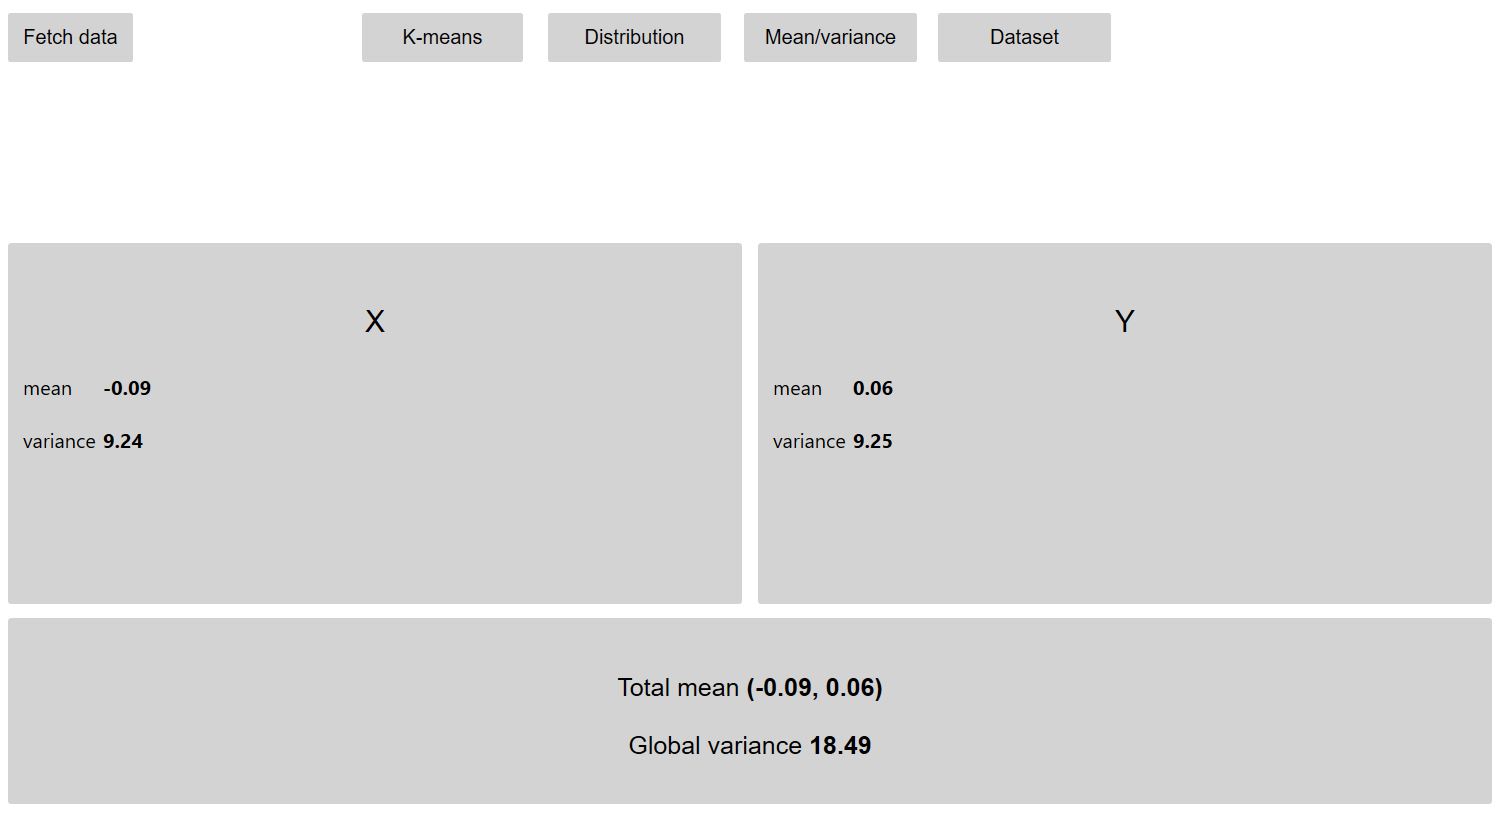 Fetch data K-means Distribution Mean/variance Dataset
X
mean -0.09
variance 9.24
Y
mean 0.06
variance 9.25
Total mean (-0.09, 0.06)
Global variance 18.49